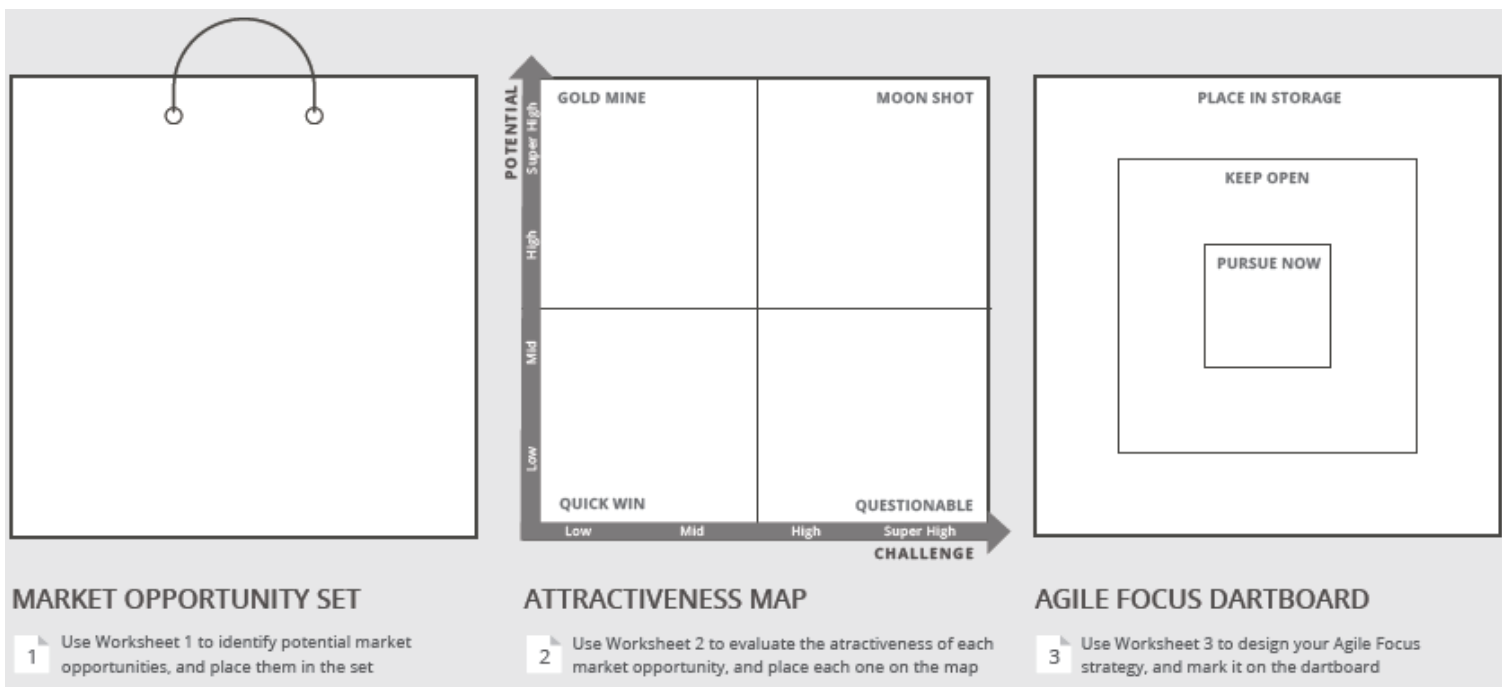 POTENTIAL
Super High
High
Mid
Low
GOLD MINE
MOON SHOT
QUICK WIN
QUESTIONABLE
Low Mid High Super High
CHALLENGE
PLACE IN STORAGE
KEEP OPEN
PURSUE NOW
MARKET OPPORTUNITY SET
1
Use Worksheet 1 to identify potential market
opportunities, and place them in the set
ATTRACTIVENESS MAP
2
Use Worksheet 2 to evaluate the atractiveness of each
market opportunity, and place each one on the map
AGILE FOCUS DARTBOARD
3
Use Worksheet 3 to design your Agile Focus
strategy, and mark it on the dartboard